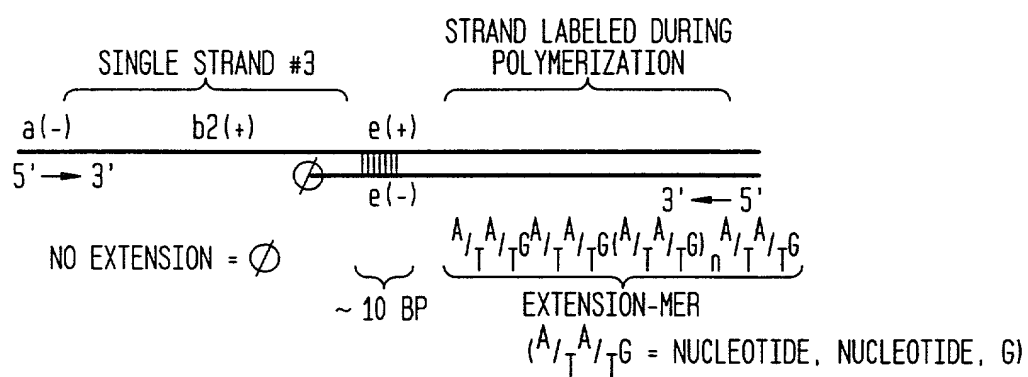 STRAND LABELED DURING
SINGLE STRAND #3 POLYMERIZATION
a(-) b2(+) e(+)
5' → 3'
e(-) 3' ← 5'
NO EXTENSION = ∅
A/TA/TGA/TA/TG(A/TA/TG)nA/TA/TG
~ 10 BP EXTENSION-MER
(A/TA/TG = NUCLEOTIDE, NUCLEOTIDE, G)